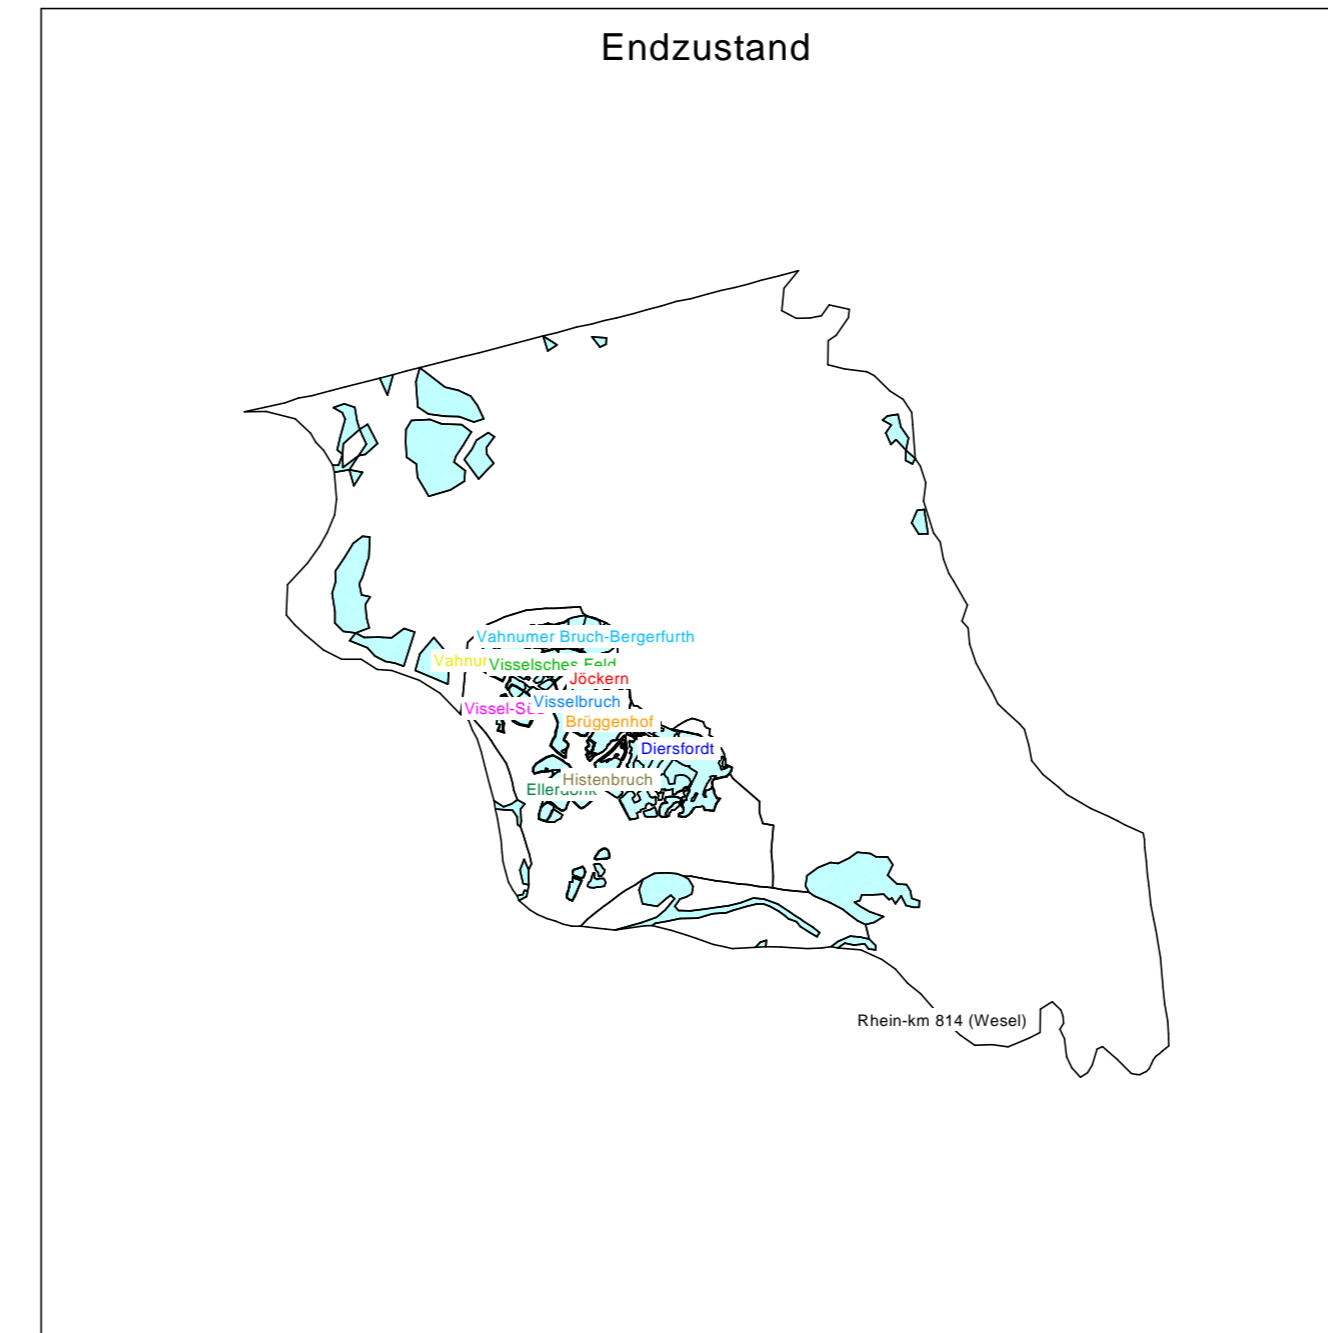 Endzustand
Vahnumer Bruch-Bergerfurth
Visselsches Feld
Jöckern
Visselbruch
Brüggenhof
Diersfordt
Histenbruch
Rhein-km 814 (Wesel)